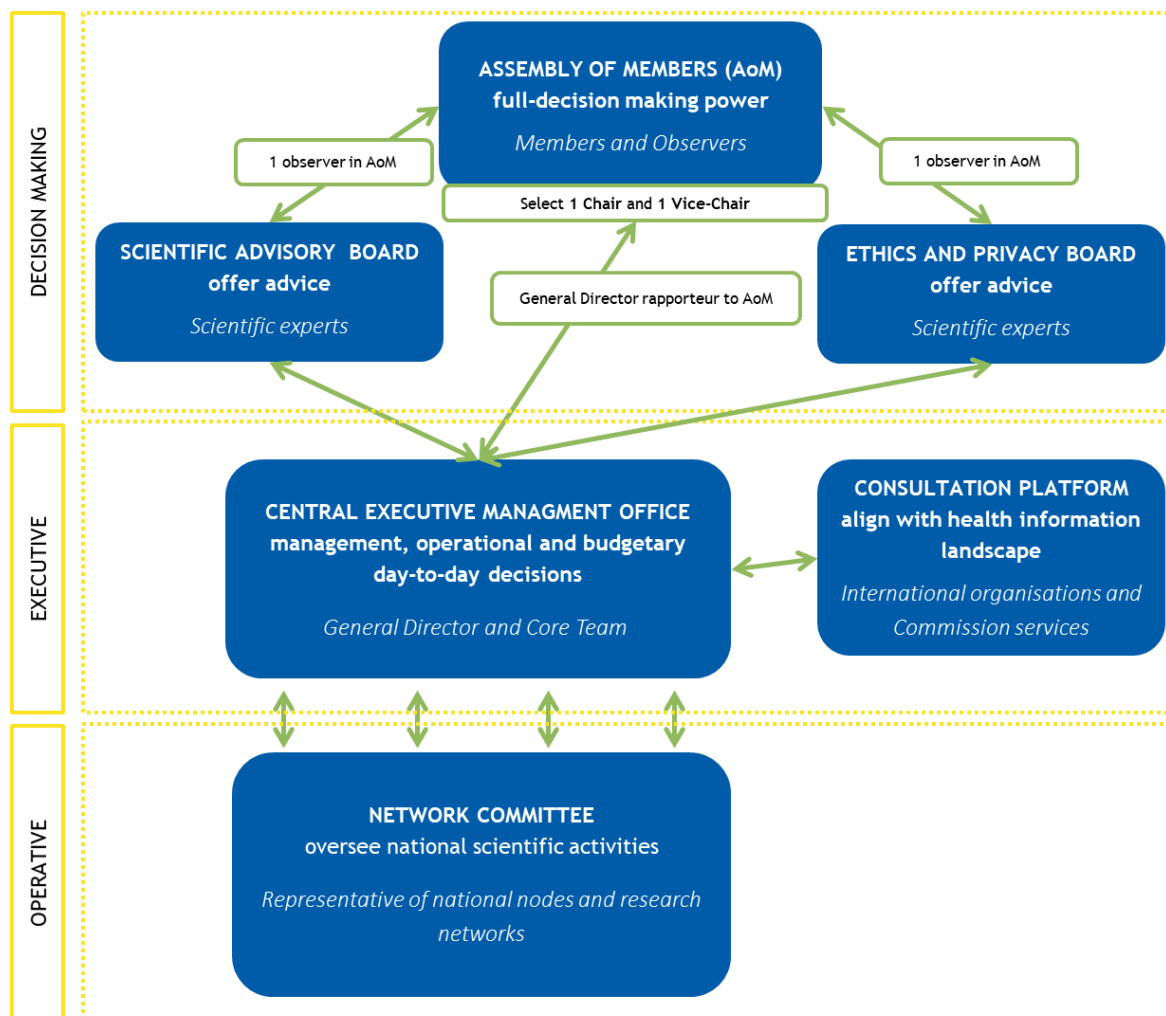 DECISION MAKING
ASSEMBLY OF MEMBERS (AoM)
full-decision making power
Members and Observers
1 observer in AoM
1 observer in AoM
Select 1 Chair and 1 Vice-Chair
SCIENTIFIC ADVISORY BOARD
offer advice
Scientific experts
General Director rapporteur to AoM
ETHICS AND PRIVACY BOARD
offer advice
Scientific experts
EXECUTIVE
CENTRAL EXECUTIVE MANAGMENT OFFICE
management, operational and budgetary
day-to-day decisions
General Director and Core Team
CONSULTATION PLATFORM
align with health information
landscape
International organisations and
Commission services
OPERATIVE
NETWORK COMMITTEE
oversee national scientific activities
Representative of national nodes and research
networks